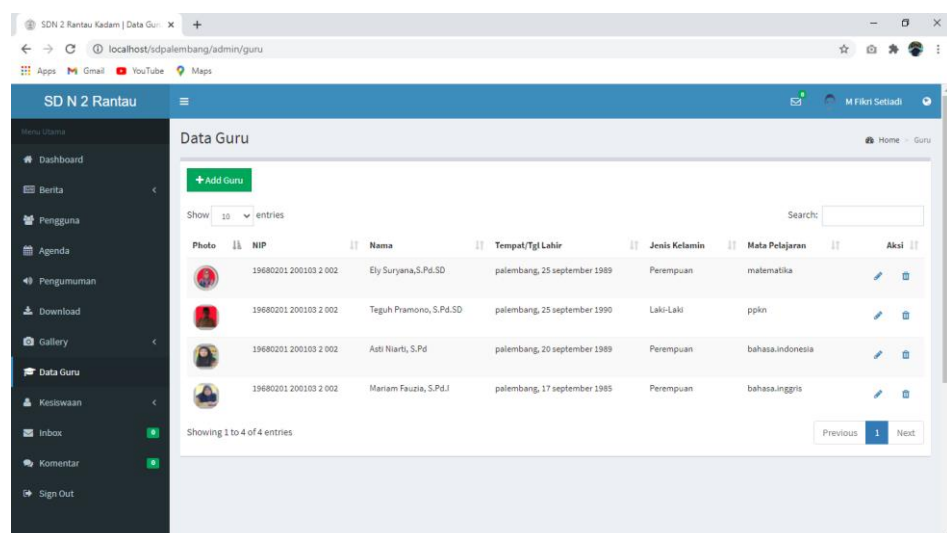 SDN 2 Rantau Kadam | Data Guru
localhost/sdpalembang/admin/guru
Apps Gmail YouTube Maps
SD N 2 Rantau
M Fikri Setiadi
Menu Utama
Dashboard
Berita
Pengguna
Agenda
Pengumuman
Download
Gallery
Data Guru
Kesiswaan
Inbox 0
Komentar 0
Sign Out
Data Guru
Home > Guru
+ Add Guru
Show 10 entries Search:
Photo NIP Nama Tempat/Tgl Lahir Jenis Kelamin Mata Pelajaran Aksi
19680201 200103 2 002 Ely Suryana,S.Pd.SD palembang, 25 september 1989 Perempuan matematika
19680201 200103 2 002 Teguh Pramono, S.Pd.SD palembang, 25 september 1990 Laki-Laki ppkn
19680201 200103 2 002 Asti Niarti, S.Pd palembang, 20 september 1989 Perempuan bahasa.indonesia
19680201 200103 2 002 Mariam Fauzia, S.Pd.I palembang, 17 september 1985 Perempuan bahasa.inggris
Showing 1 to 4 of 4 entries
Previous 1 Next